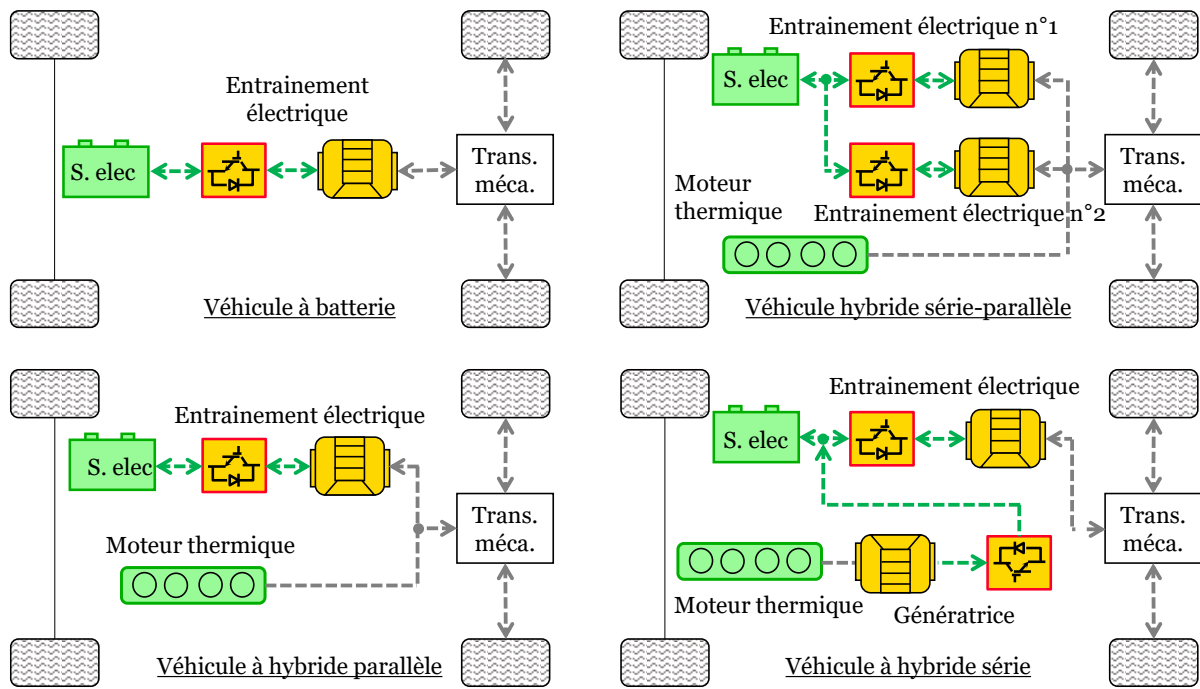 Entrainement
électrique
S. elec
Trans.
méca.
Véhicule à batterie
Entrainement électrique n°1
S. elec
Moteur
thermique
Entrainement électrique n°2
Trans.
méca.
Véhicule hybride série-parallèle
Entrainement électrique
S. elec
Moteur thermique
Trans.
méca.
Véhicule à hybride parallèle
Entrainement électrique
S. elec
Trans.
méca.
Moteur thermique
Génératrice
Véhicule à hybride série